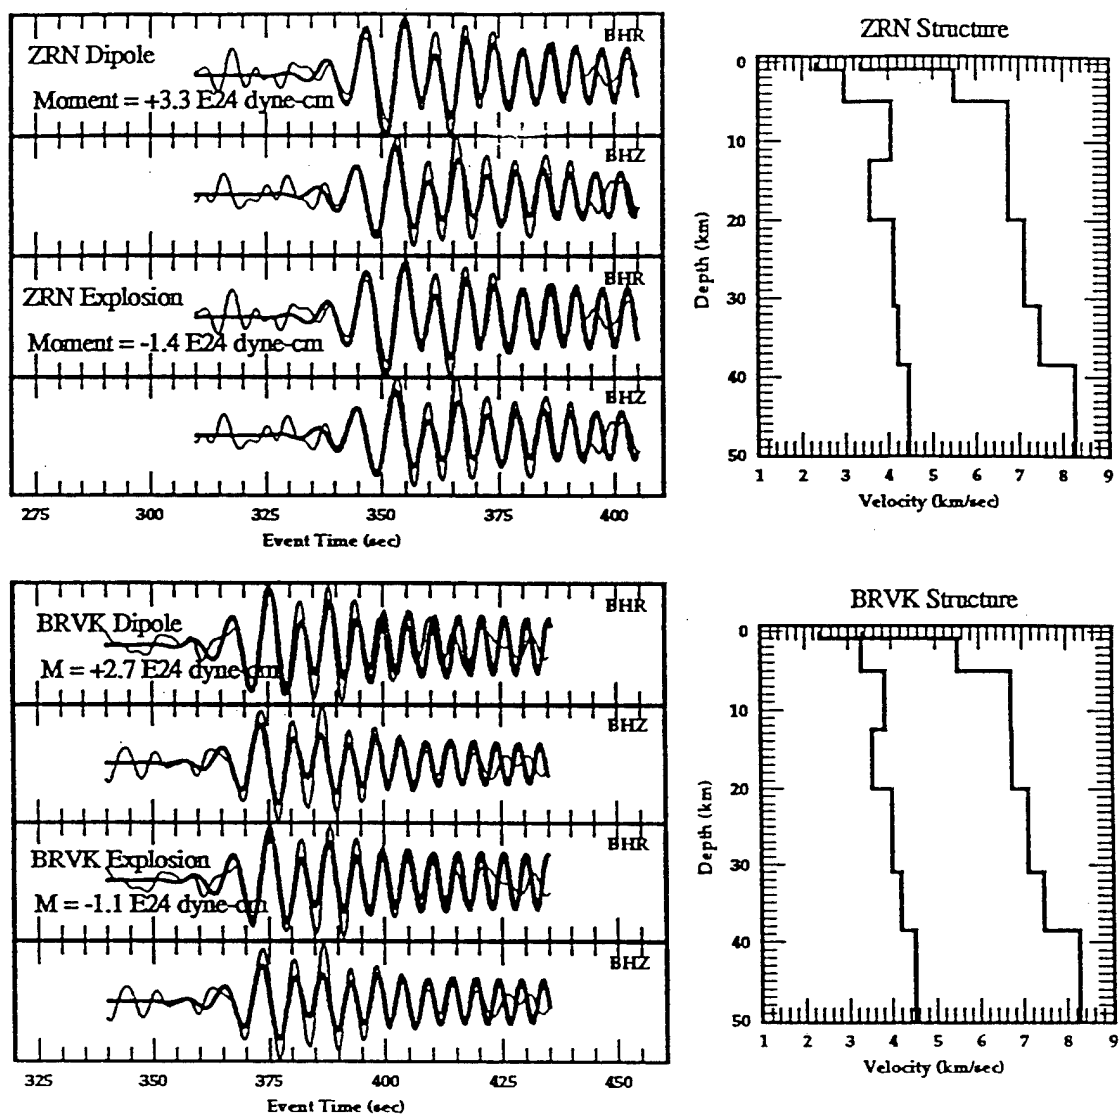 ZRN Dipole
BHR
Moment = +3.3 E24 dyne-cm
BHZ
ZRN Explosion
BHR
Moment = -1.4 E24 dyne-cm
BHZ
275 300 325 350 375 400
Event Time (sec)
ZRN Structure
0
10
20
30
40
50
Depth (km)
1 2 3 4 5 6 7 8 9
Velocity (km/sec)
BRVK Dipole
BHR
M = +2.7 E24 dyne-cm
BHZ
BRVK Explosion
BHR
M = -1.1 E24 dyne-cm
BHZ
325 350 375 400 425 450
Event Time (sec)
BRVK Structure
0
10
20
30
40
50
Depth (km)
1 2 3 4 5 6 7 8 9
Velocity (km/sec)